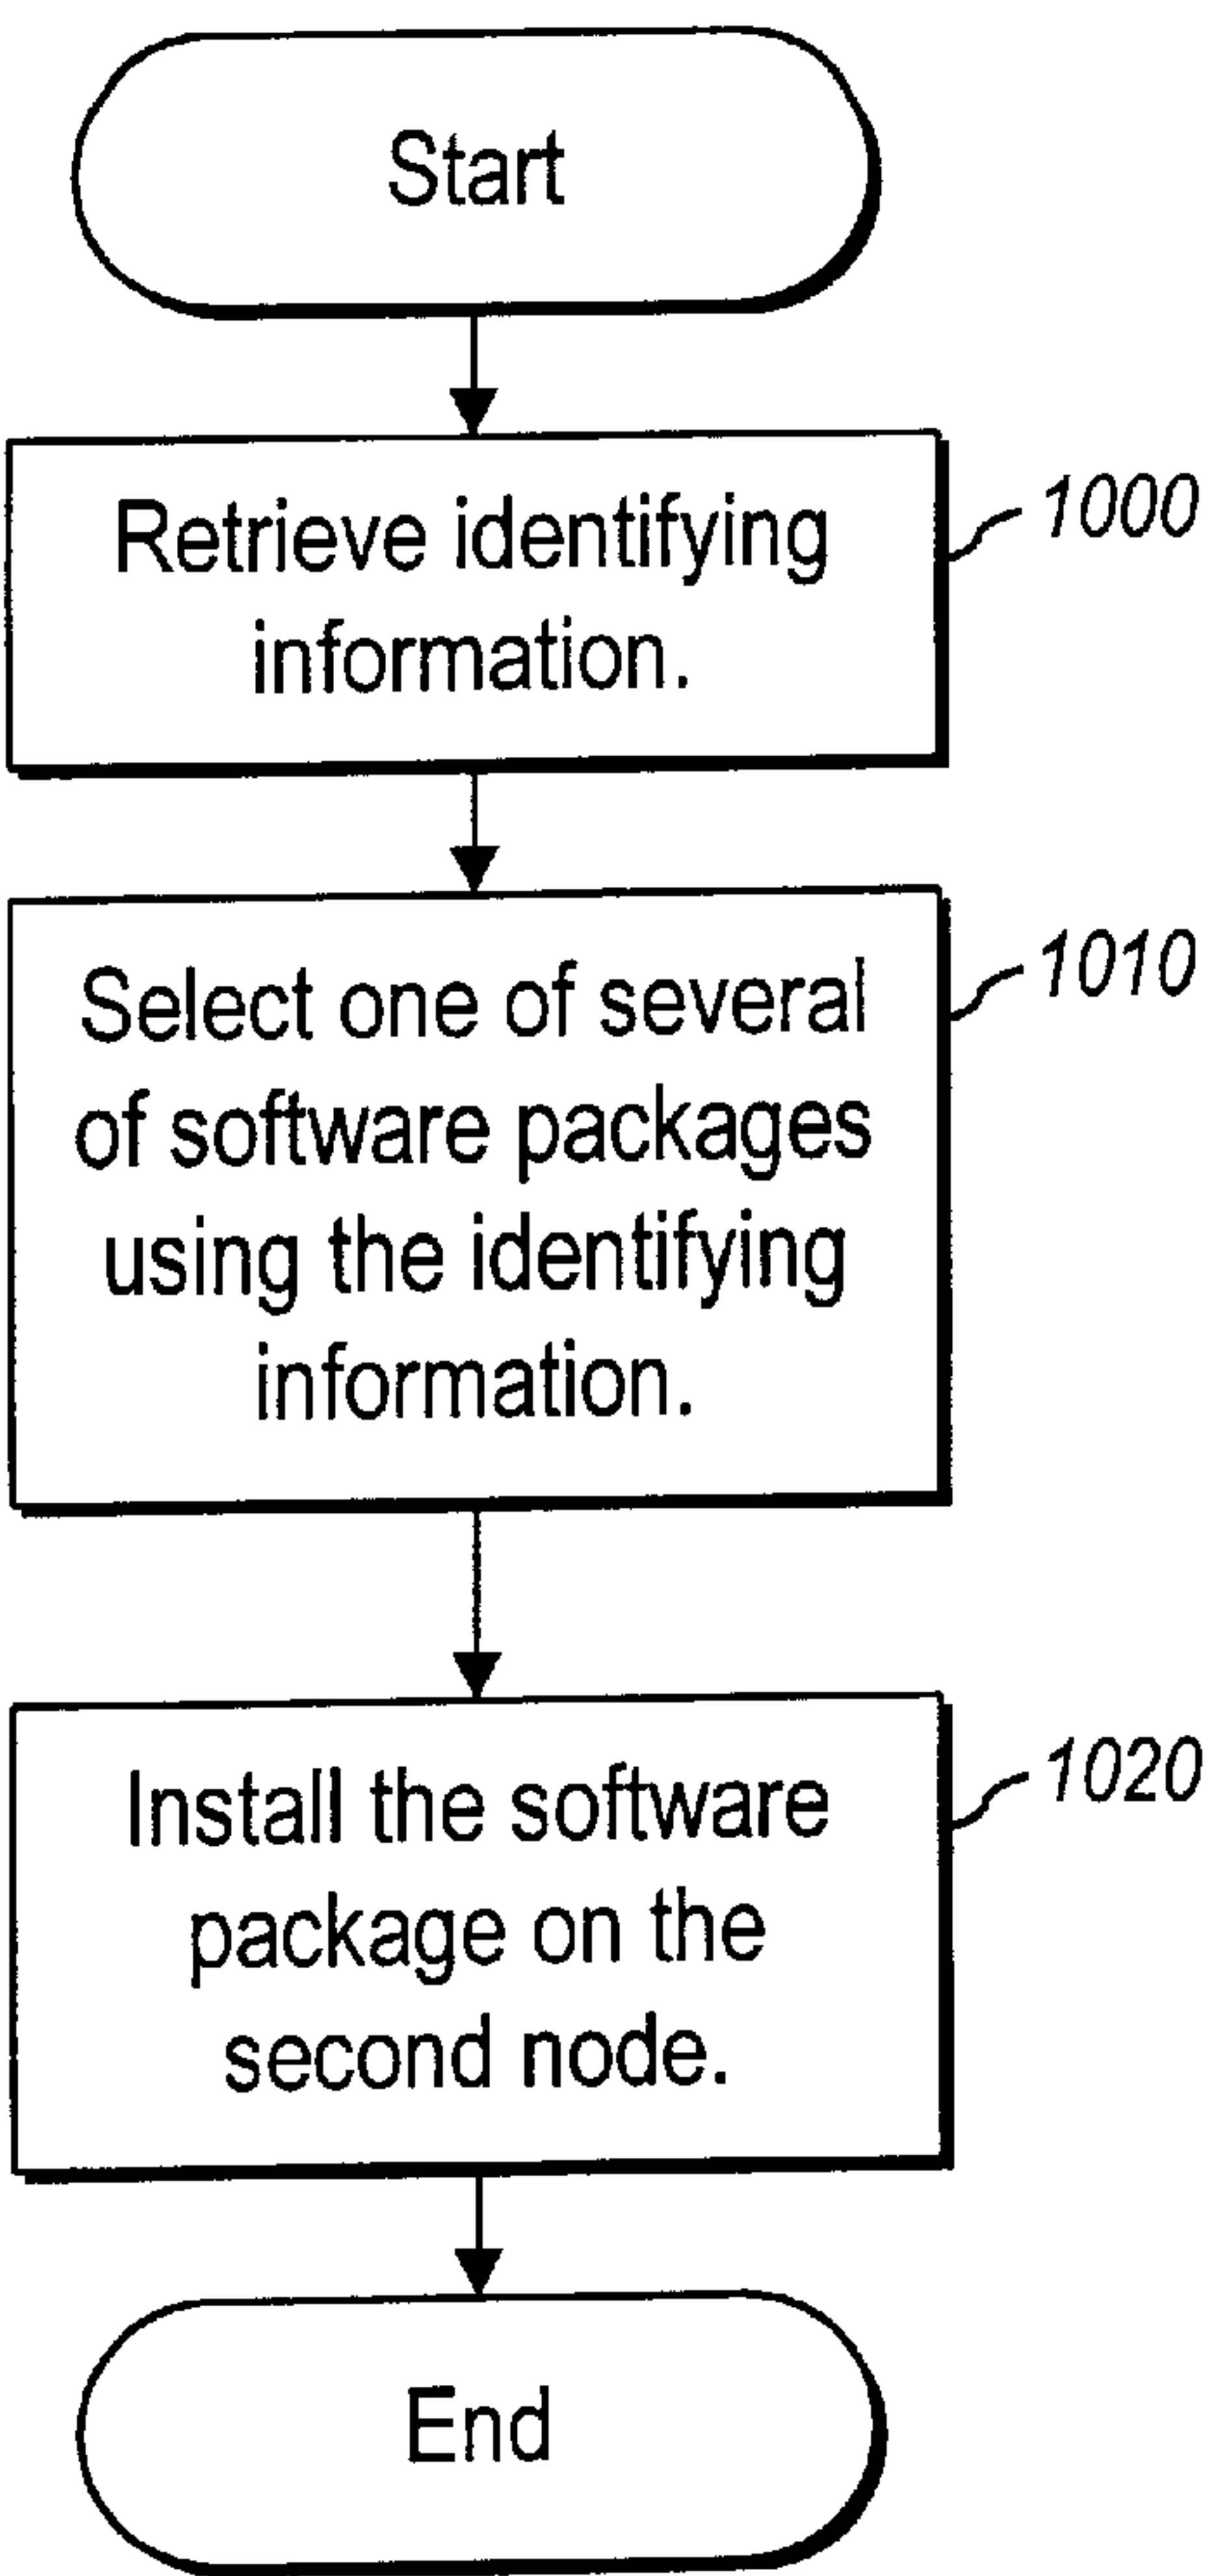 Start
Retrieve identifying
information.
1000
Select one of several
of software packages
using the identifying
information.
1010
Install the software
package on the
second node.
1020
End